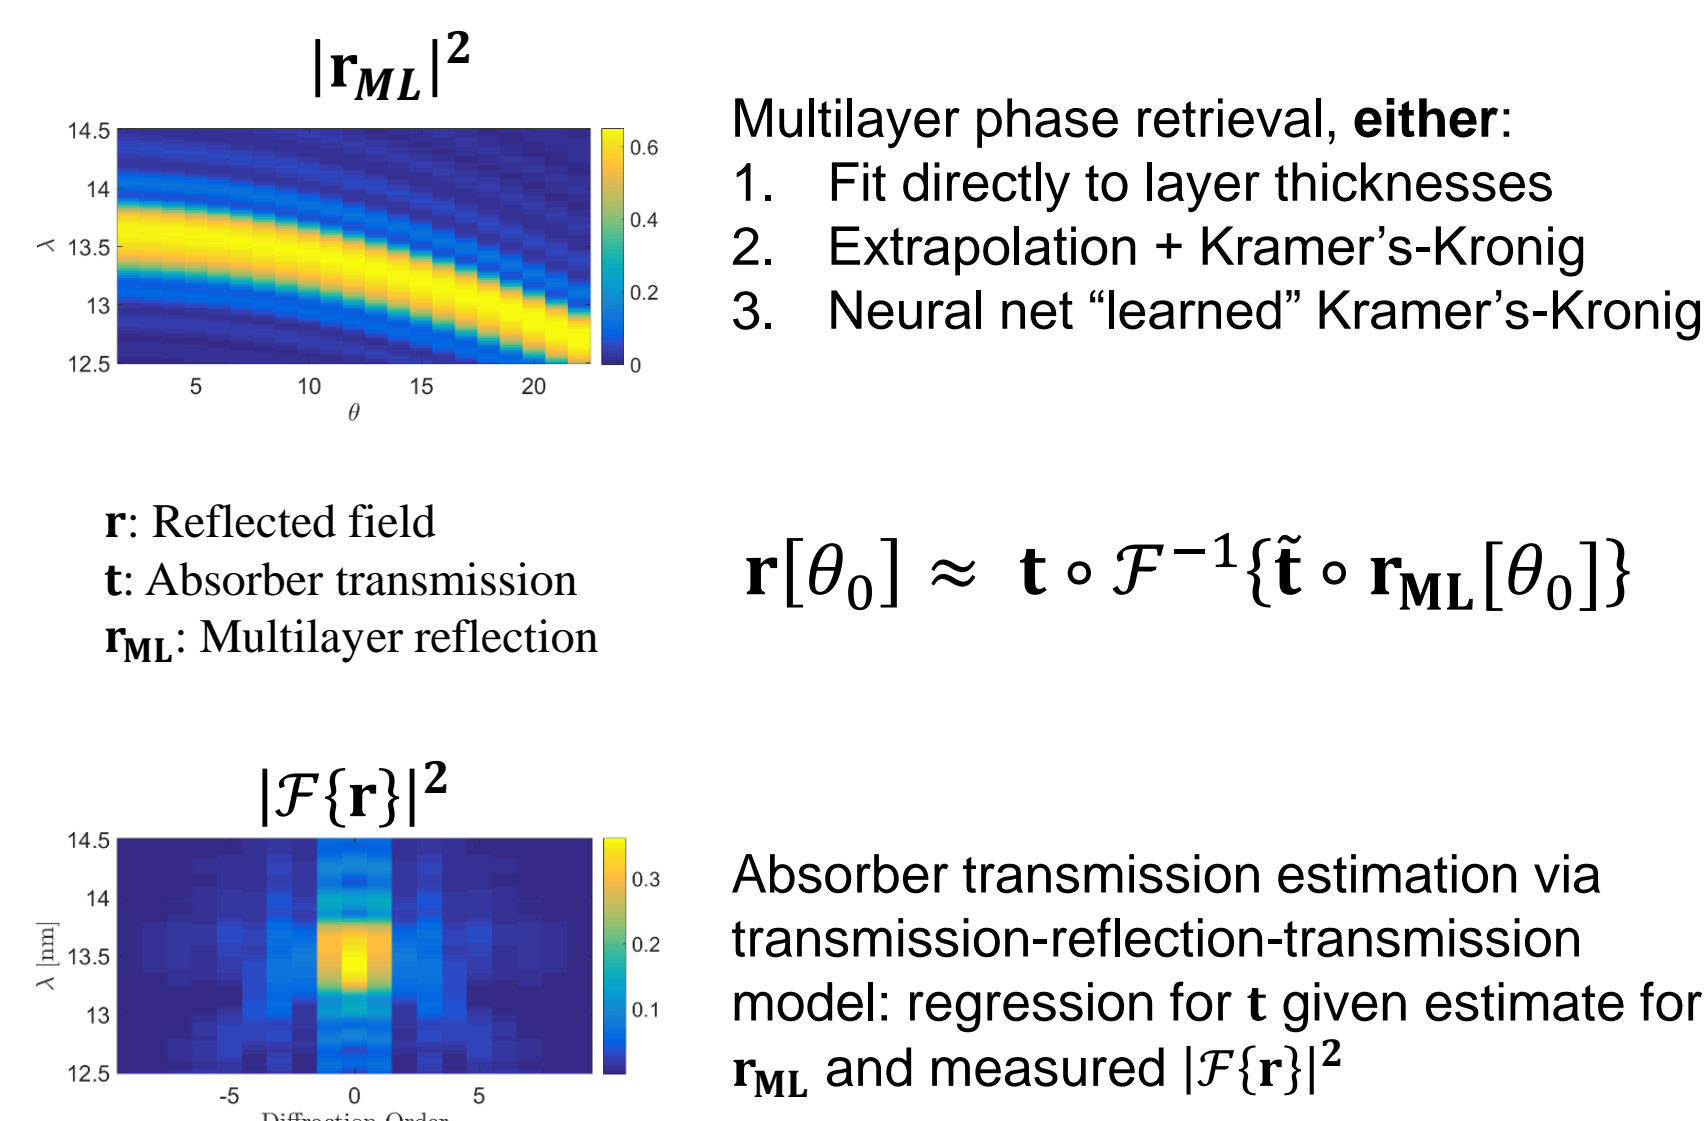 |r_ML|²
14.5
14
13.5
13
12.5
λ
5 10 15 20
θ
0.6
0.4
0.2
0
Multilayer phase retrieval, either:
1. Fit directly to layer thicknesses
2. Extrapolation + Kramer’s-Kronig
3. Neural net “learned” Kramer’s-Kronig
r: Reflected field
t: Absorber transmission
r_ML: Multilayer reflection
r[θ₀] ≈ t ∘ ℱ⁻¹{t̃ ∘ r_ML[θ₀]}
|ℱ{r}|²
14.5
14
13.5
13
12.5
λ [nm]
-5 0 5
Diffraction Order
0.3
0.2
0.1
Absorber transmission estimation via
transmission-reflection-transmission
model: regression for t given estimate for
r_ML and measured |ℱ{r}|²